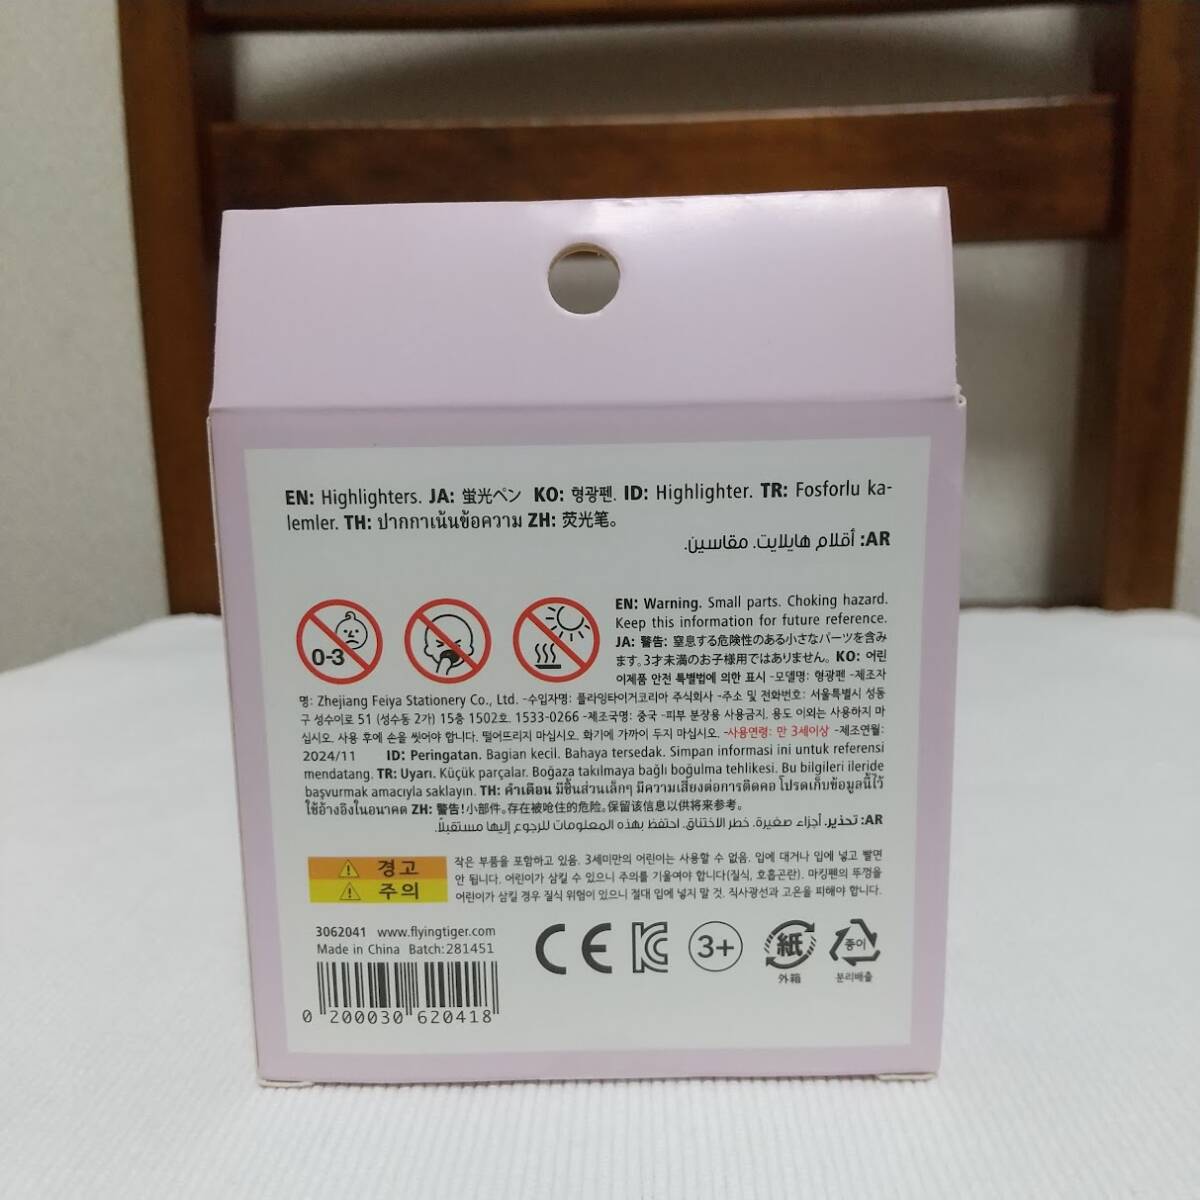 EN: Highlighters. JA: 蛍光ペン KO: 형광펜. ID: Highlighter. TR: Fosforlu ka-
lemler. TH: ปากกาเน้นข้อความ ZH: 荧光笔。
AR: أقلام هايلايت. مقاسين.
0-3
EN: Warning. Small parts. Choking hazard.
Keep this information for future reference.
JA: 警告: 窒息する危険性のある小さなパーツを含み
ます。3才未満のお子様用ではありません。 KO: 어린
이제품 안전 특별법에 의한 표시 -모델명: 형광펜 -제조자
명: Zhejiang Feiya Stationery Co., Ltd. -수입자명: 플라잉타이거코리아 주식회사 -주소 및 전화번호: 서울특별시 성동
구 성수이로 51 (성수동 2가) 15층 1502호. 1533-0266 -제조국명: 중국 -피부 분장용 사용금지. 용도 이외는 사용하지 마
십시오. 사용 후에 손을 씻어야 합니다. 떨어뜨리지 마십시오. 화기에 가까이 두지 마십시오. -사용연령: 만 3세이상 -제조연월:
2024/11 ID: Peringatan. Bagian kecil. Bahaya tersedak. Simpan informasi ini untuk referensi
mendatang. TR: Uyarı. Küçük parçalar. Boğaza takılmaya bağlı boğulma tehlikesi. Bu bilgileri ileride
başvurmak amacıyla saklayın. TH: คำเตือน มีชิ้นส่วนเล็กๆ มีความเสี่ยงต่อการติดคอ โปรดเก็บข้อมูลนี้ไว้
ใช้อ้างอิงในอนาคต ZH: 警告!小部件。存在被呛住的危险。保留该信息以供将来参考。
AR: تحذير. أجزاء صغيرة. خطر الاختناق. احتفظ بهذه المعلومات للرجوع إليها مستقبلًا.
경고
주의
작은 부품을 포함하고 있음. 3세미만의 어린이는 사용할 수 없음. 입에 대거나 입에 넣고 빨면
안 됩니다. 어린이가 삼킬 수 있으니 주의를 기울여야 합니다(질식, 호흡곤란). 마킹펜의 뚜껑을
어린이가 삼킬 경우 질식 위험이 있으니 절대 입에 넣지 말 것. 직사광선과 고온을 피해야 합니다.
3062041 www.flyingtiger.com
Made in China Batch:281451
0 200030 620418
CE KC 3+
紙
外箱
종이
분리배출